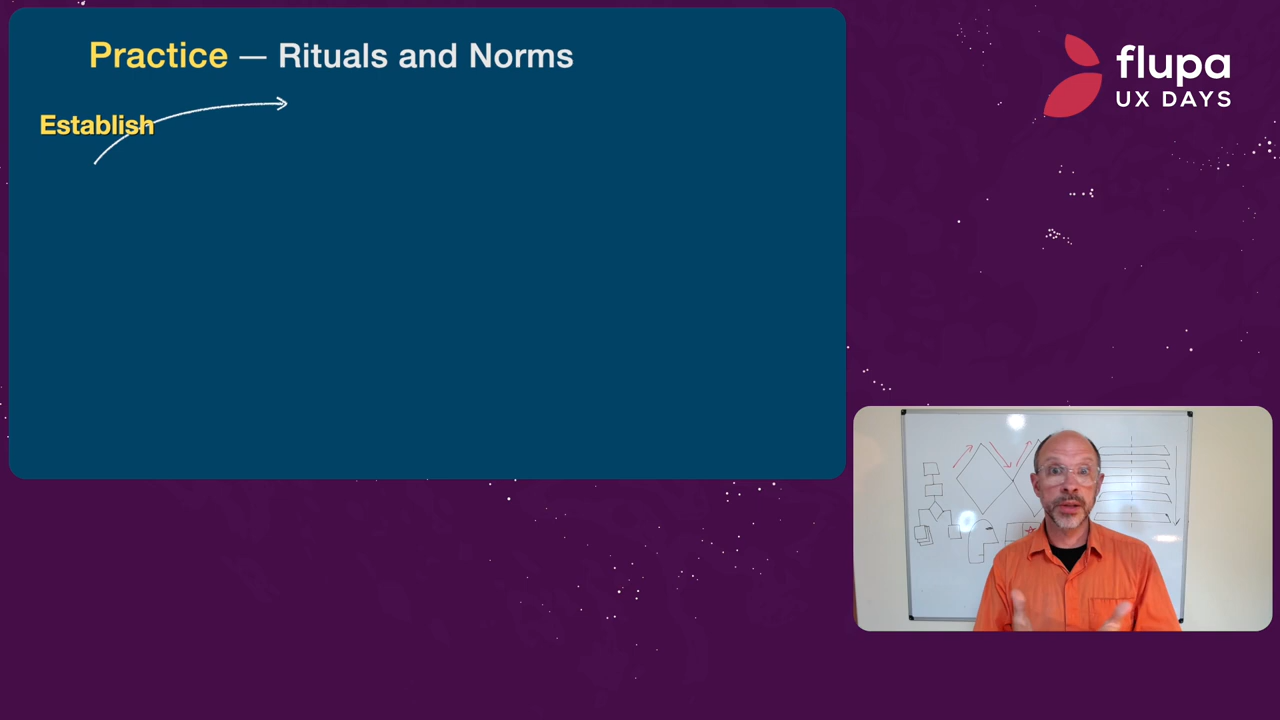 Practice — Rituals and Norms
Establish
flupa
UX DAYS